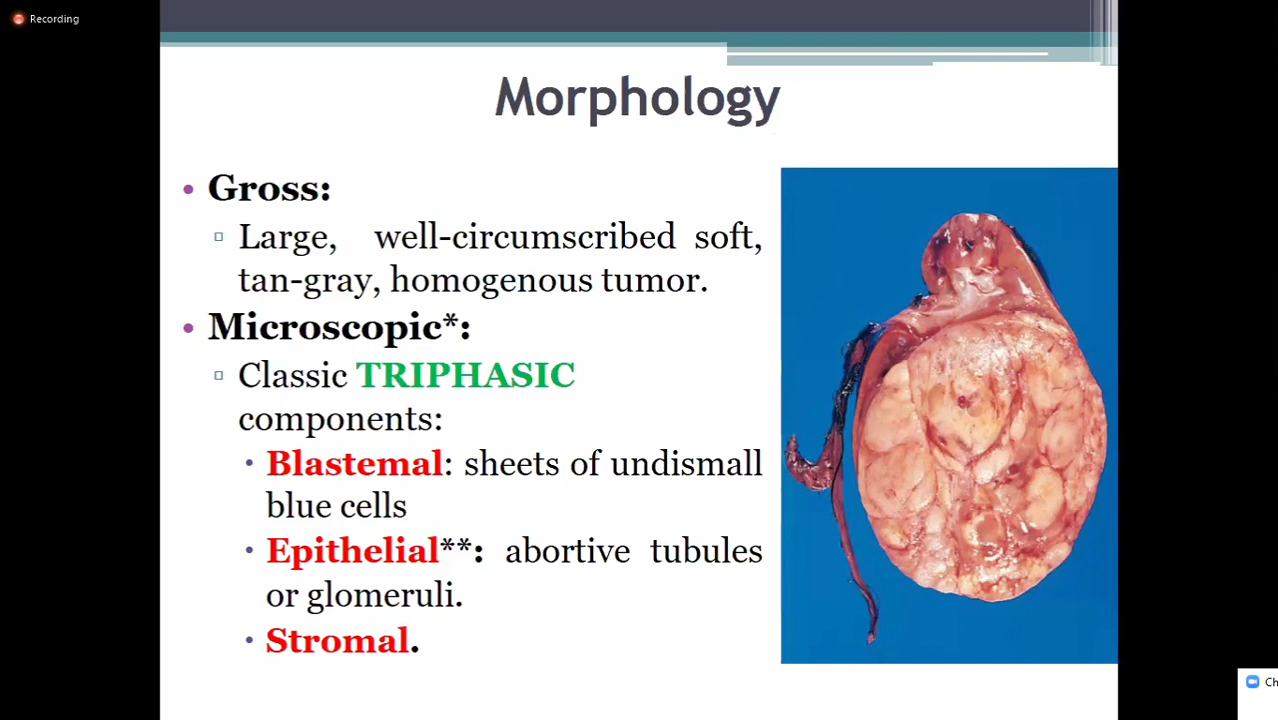 Recording
Morphology
• Gross:
▫ Large, well-circumscribed soft,
tan-gray, homogenous tumor.
• Microscopic*:
▫ Classic TRIPHASIC
components:
• Blastemal: sheets of undismall
blue cells
• Epithelial**: abortive tubules
or glomeruli.
• Stromal.
Ch